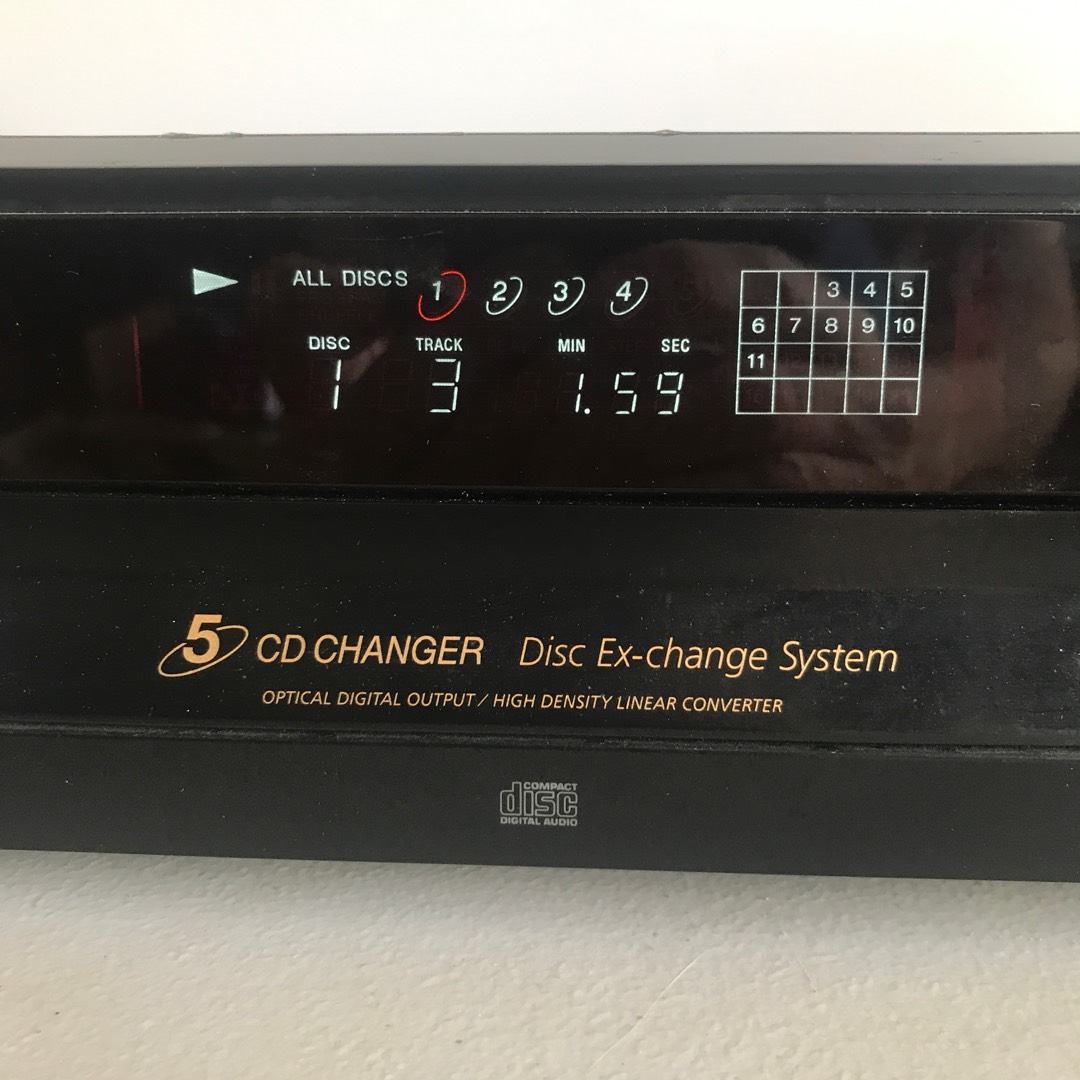 ALL DISCS 1 2 3 4
3 4 5
6 7 8 9 10
11
DISC TRACK MIN SEC
1 3 1.59
5 CD CHANGER Disc Ex-change System
OPTICAL DIGITAL OUTPUT / HIGH DENSITY LINEAR CONVERTER
COMPACT
disc
DIGITAL AUDIO